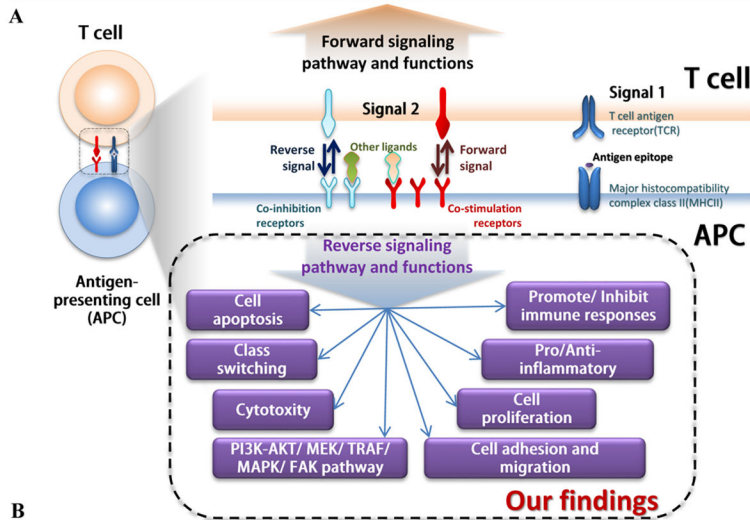 A
T cell
Antigen-
presenting cell
(APC)
Forward signaling
pathway and functions
T cell
Signal 2
Signal 1
T cell antigen
receptor(TCR)
Reverse
signal
Other ligands
Forward
signal
Antigen epitope
Co-inhibition
receptors
Co-stimulation
receptors
Major histocompatibility
complex class II(MHCII)
APC
Reverse signaling
pathway and functions
Cell
apoptosis
Promote/ Inhibit
immune responses
Class
switching
Pro/Anti-
inflammatory
Cytotoxity
Cell
proliferation
PI3K-AKT/ MEK/ TRAF/
MAPK/ FAK pathway
Cell adhesion and
migration
Our findings
B